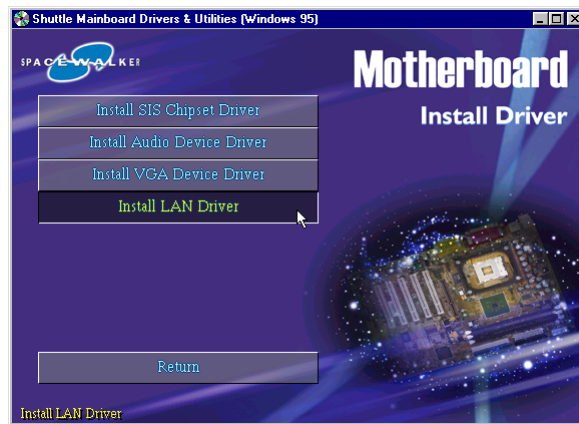 Shuttle Mainboard Drivers & Utilities (Windows 95)
SPACEWALKER
Motherboard
Install Driver
Install SIS Chipset Driver
Install Audio Device Driver
Install VGA Device Driver
Install LAN Driver
Return
Install LAN Driver